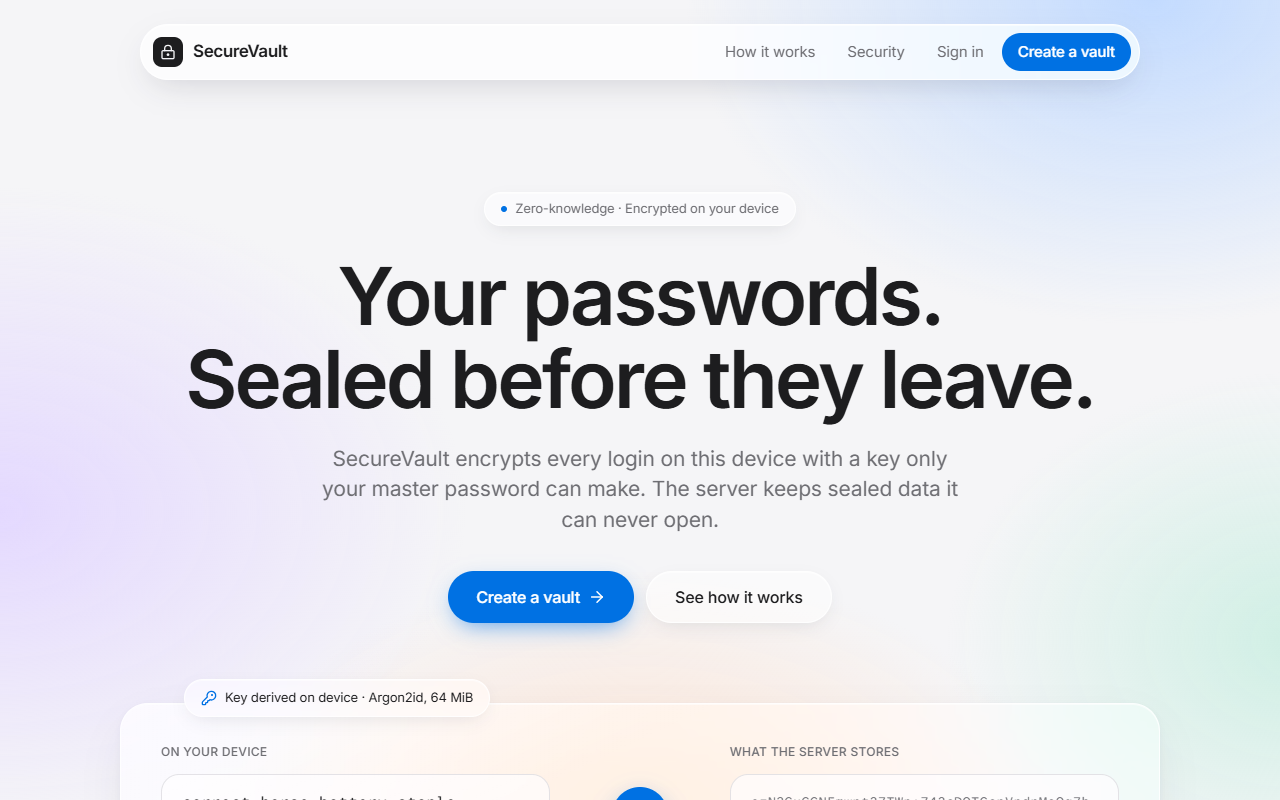 SecureVault
How it works
Security
Sign in
Create a vault
Zero-knowledge · Encrypted on your device
Your passwords.
Sealed before they leave.
SecureVault encrypts every login on this device with a key only
your master password can make. The server keeps sealed data it
can never open.
Create a vault
See how it works
Key derived on device · Argon2id, 64 MiB
ON YOUR DEVICE
WHAT THE SERVER STORES